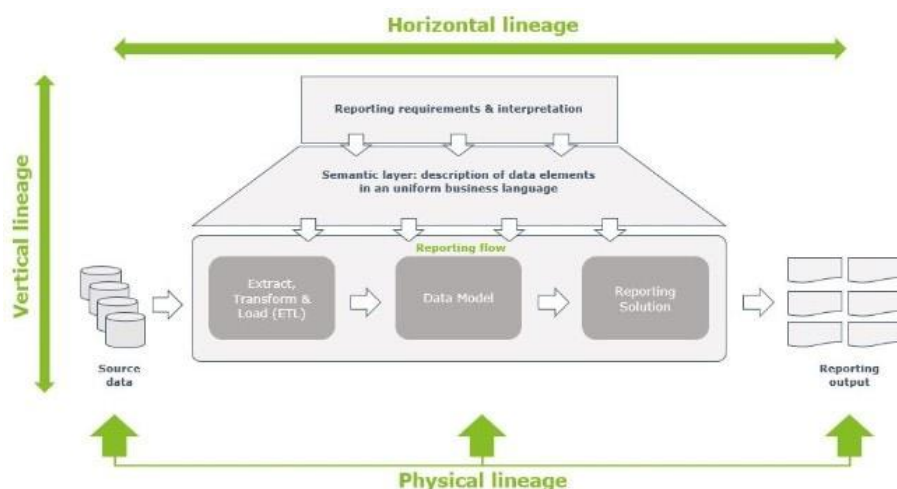 Horizontal lineage
Vertical lineage
Reporting requirements & interpretation
Semantic layer: description of data elements
in an uniform business language
Reporting flow
Extract,
Transform &
Load (ETL)
Data Model
Reporting
Solution
Source
data
Reporting
output
Physical lineage